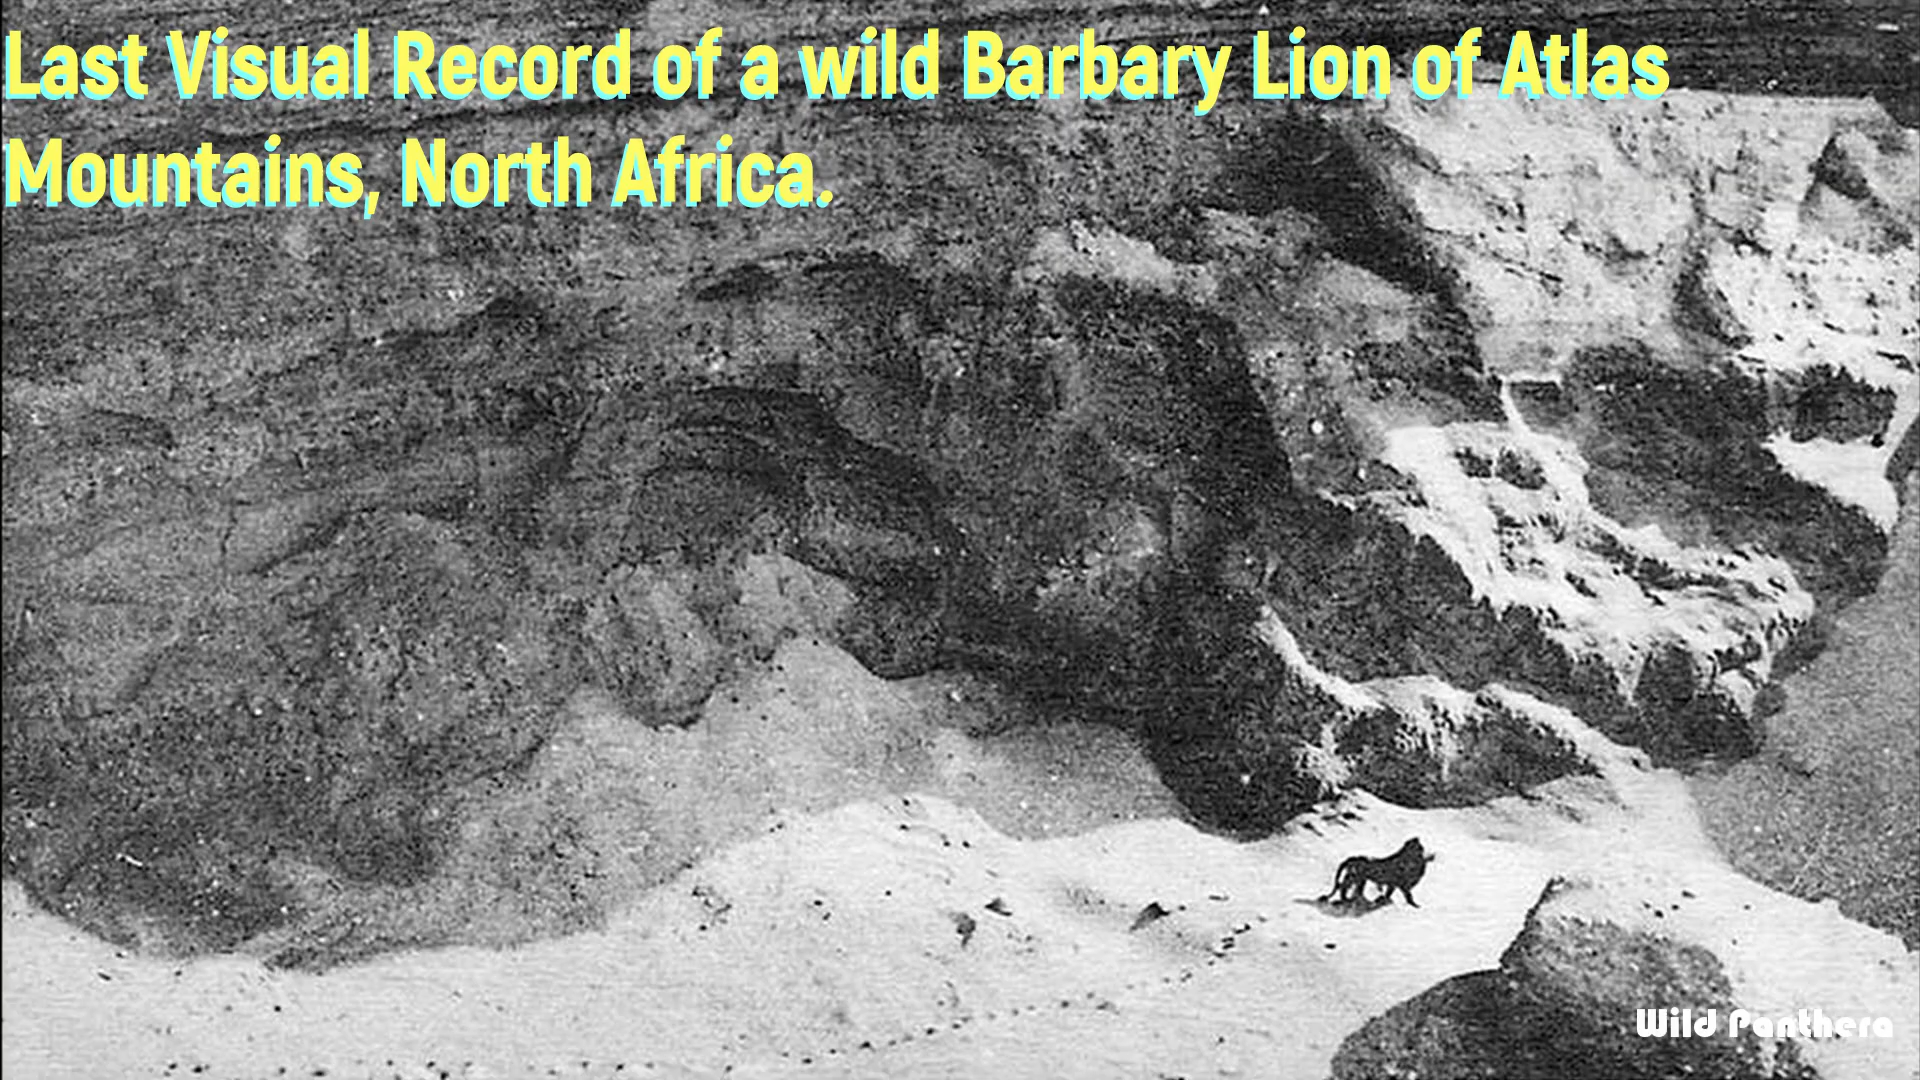 Last Visual Record of a wild Barbary Lion of Atlas
Mountains, North Africa.
Wild Panthera